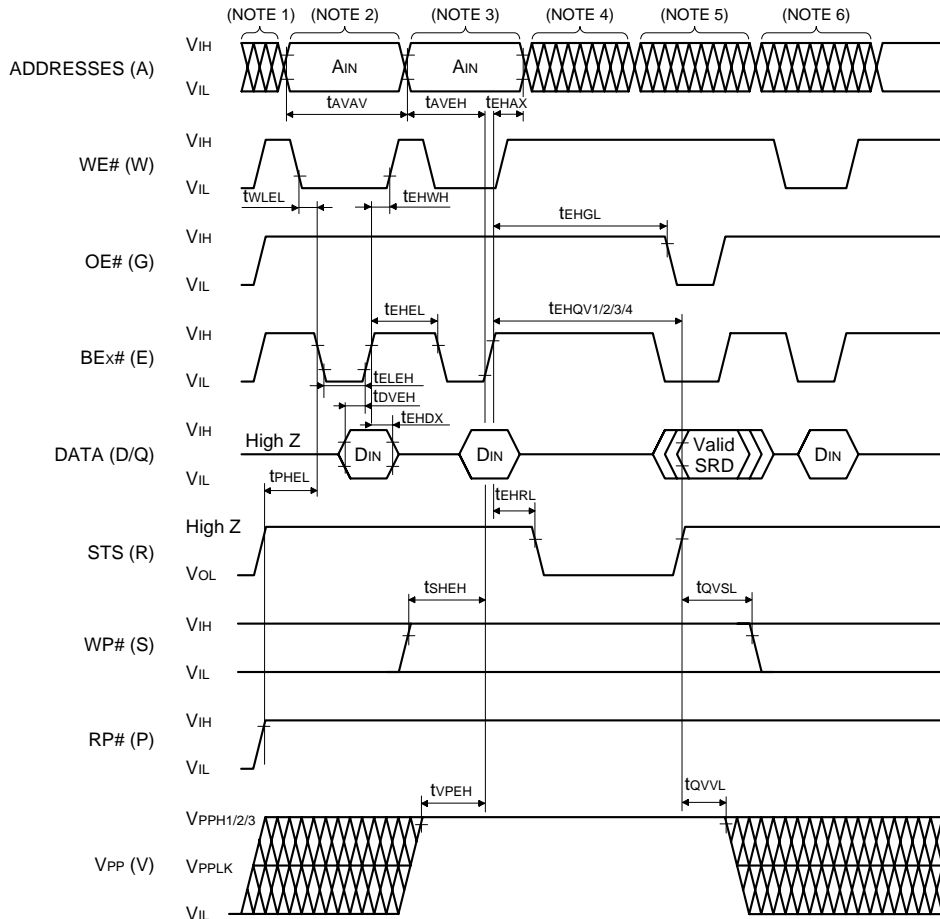 (NOTE 1) (NOTE 2) (NOTE 3) (NOTE 4) (NOTE 5) (NOTE 6)
ADDRESSES (A)
VIH
VIL
AIN
AIN
tAVAV
tAVEH
tEHAX
WE# (W)
VIH
VIL
tWLEL
tEHWH
tEHGL
OE# (G)
VIH
VIL
tEHEL
tEHQV1/2/3/4
BEX# (E)
VIH
VIL
tELEH
tDVEH
tEHDX
DATA (D/Q)
VIH
VIL
High Z
DIN
DIN
Valid
SRD
DIN
tPHEL
tEHRL
STS (R)
High Z
VOL
tSHEH
tQVSL
WP# (S)
VIH
VIL
RP# (P)
VIH
VIL
tVPEH
tQVVL
VPP (V)
VPPH1/2/3
VPPLK
VIL